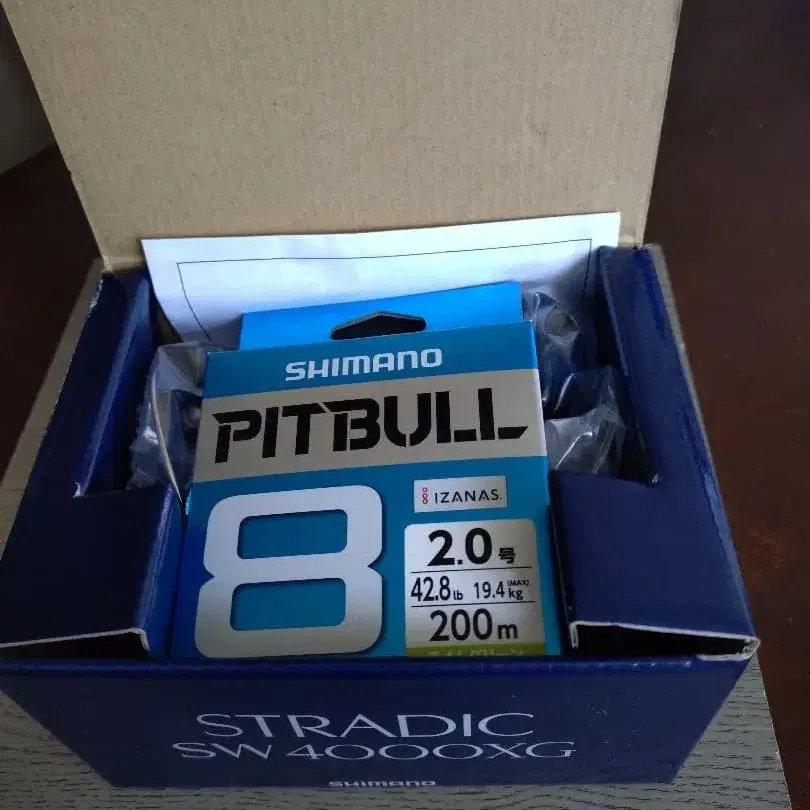 SHIMANO
PITBULL
8
IZANAS
2.0号
42.8lb 19.4kg (MAX)
200m
STRADIC
SW 4000XG
SHIMANO